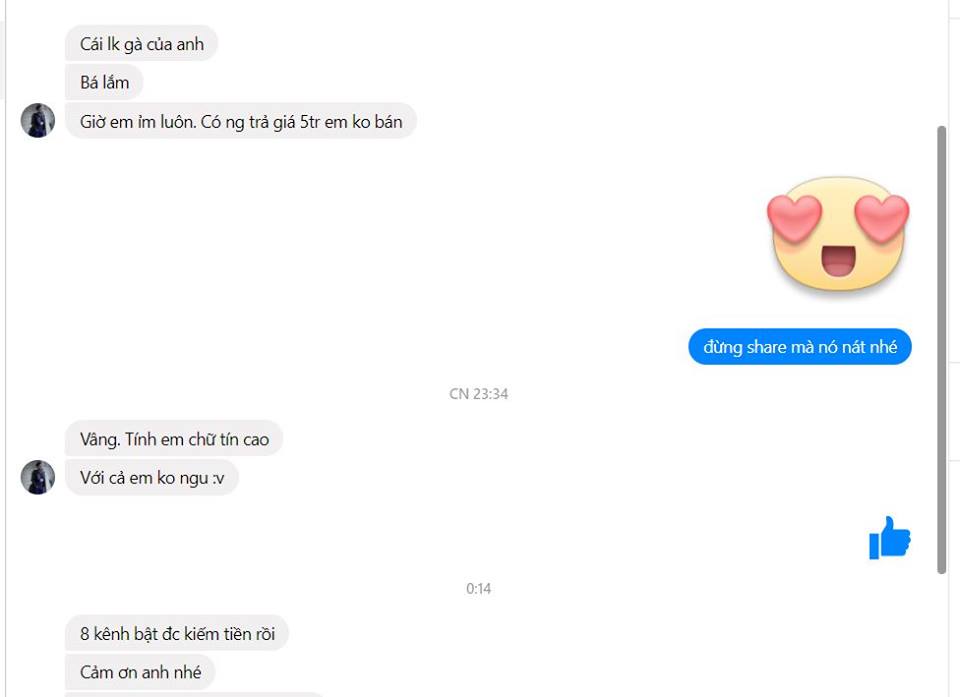 Cái lk gà của anh
Bá lắm
Giờ em ỉm luôn. Có ng trả giá 5tr em ko bán
đừng share mà nó nát nhé
CN 23:34
Vâng. Tính em chữ tín cao
Với cả em ko ngu :v
0:14
8 kênh bật đc kiếm tiền rồi
Cảm ơn anh nhé